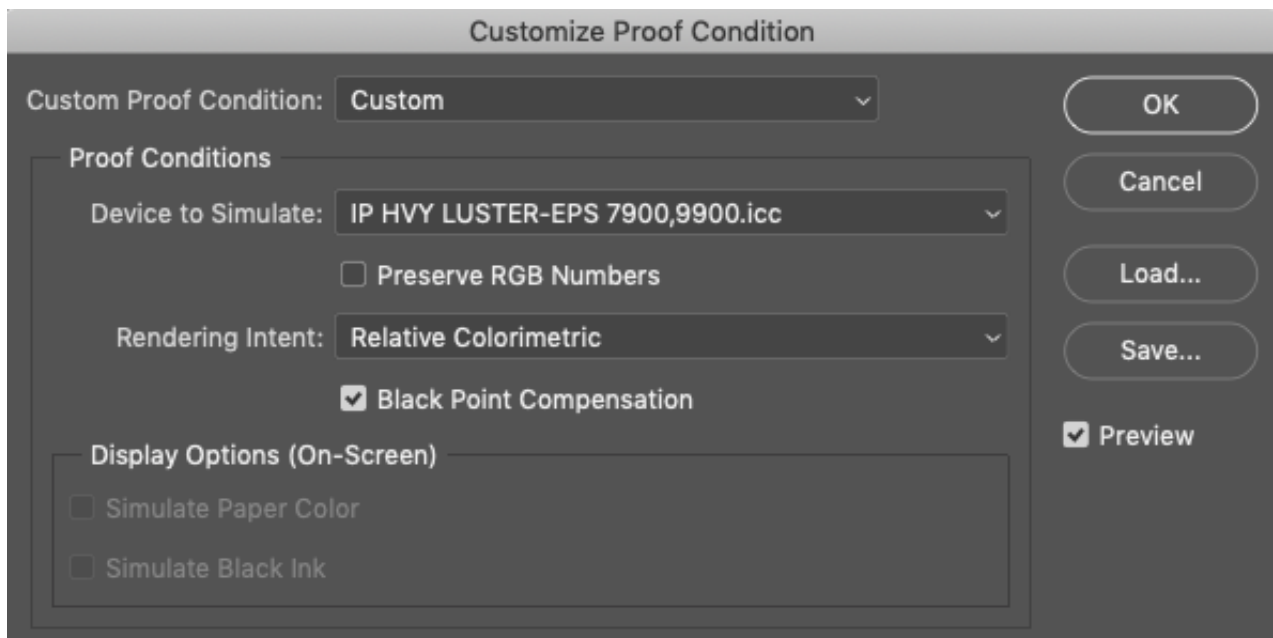 Customize Proof Condition
Custom Proof Condition: Custom
OK
Proof Conditions
Cancel
Device to Simulate: IP HVY LUSTER-EPS 7900,9900.icc
Preserve RGB Numbers
Load...
Rendering Intent: Relative Colorimetric
Save...
Black Point Compensation
Preview
Display Options (On-Screen)
Simulate Paper Color
Simulate Black Ink